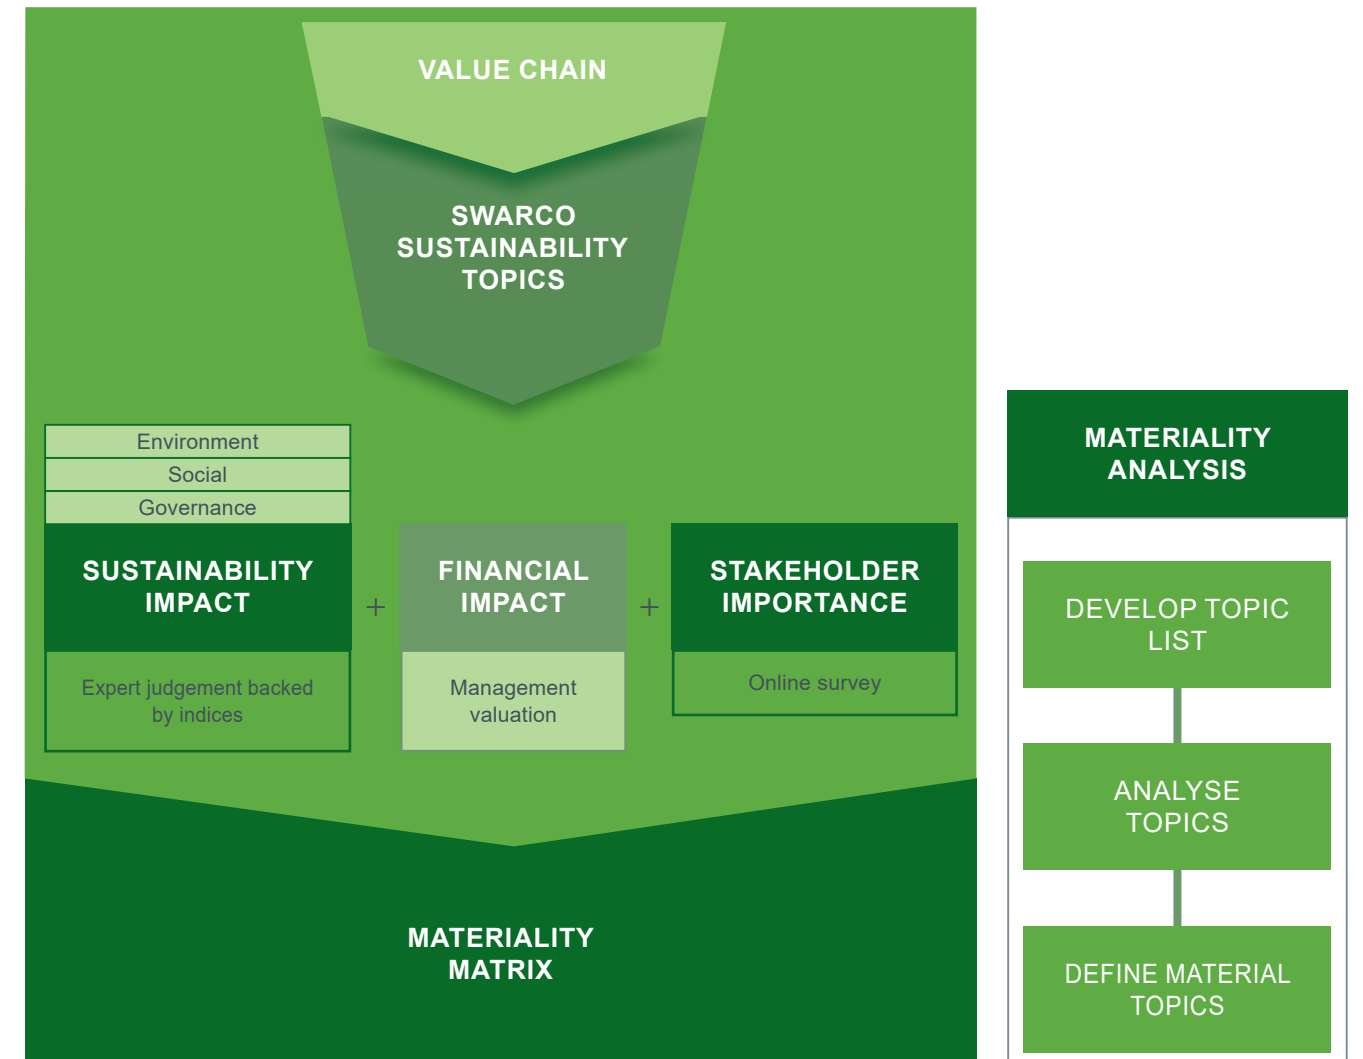 VALUE CHAIN
SWARCO
SUSTAINABILITY
TOPICS
Environment
Social
Governance
SUSTAINABILITY
IMPACT
Expert judgement backed
by indices
+
FINANCIAL
IMPACT
Management
valuation
+
STAKEHOLDER
IMPORTANCE
Online survey
MATERIALITY
MATRIX
MATERIALITY
ANALYSIS
DEVELOP TOPIC
LIST
ANALYSE
TOPICS
DEFINE MATERIAL
TOPICS